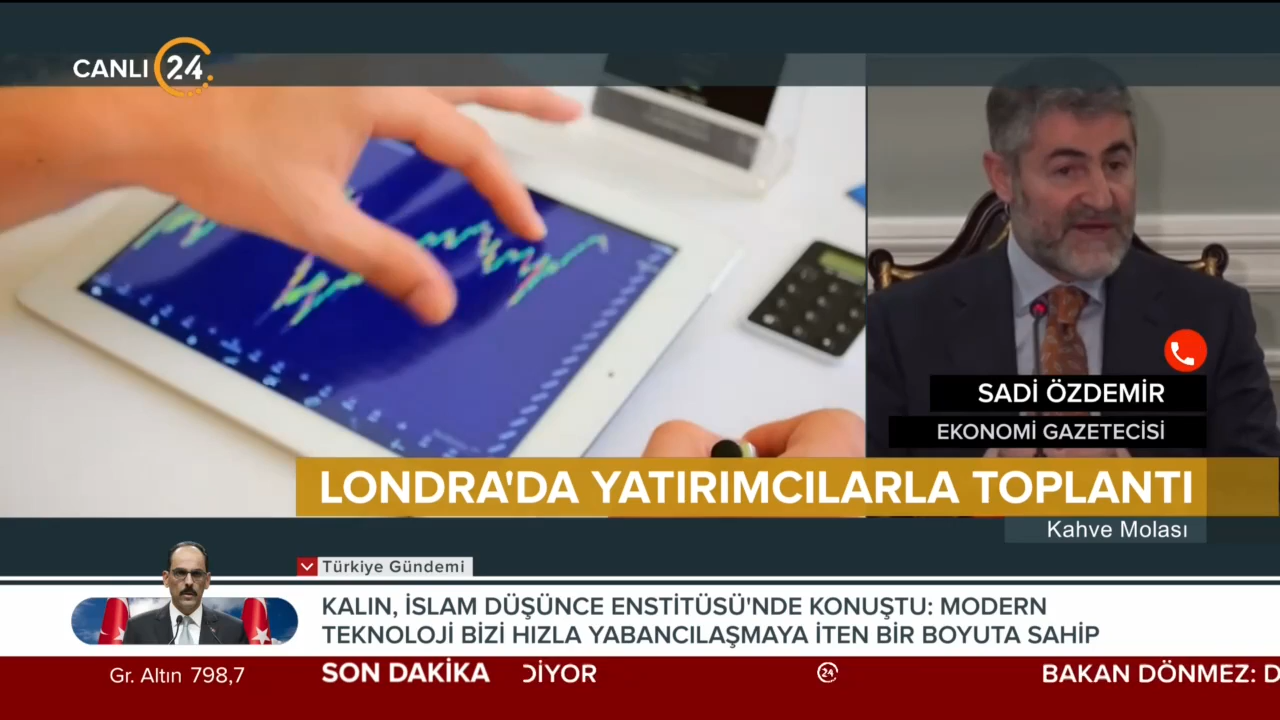 CANLI 24
SADİ ÖZDEMİR
EKONOMİ GAZETECİSİ
LONDRA'DA YATIRIMCILARLA TOPLANTI
Kahve Molası
Türkiye Gündemi
KALIN, İSLAM DÜŞÜNCE ENSTİTÜSÜ'NDE KONUŞTU: MODERN
TEKNOLOJİ BİZİ HIZLA YABANCILAŞMAYA İTEN BİR BOYUTA SAHİP
Gr. Altın 798,7 SON DAKİKA DİYOR 24 BAKAN DÖNMEZ: D